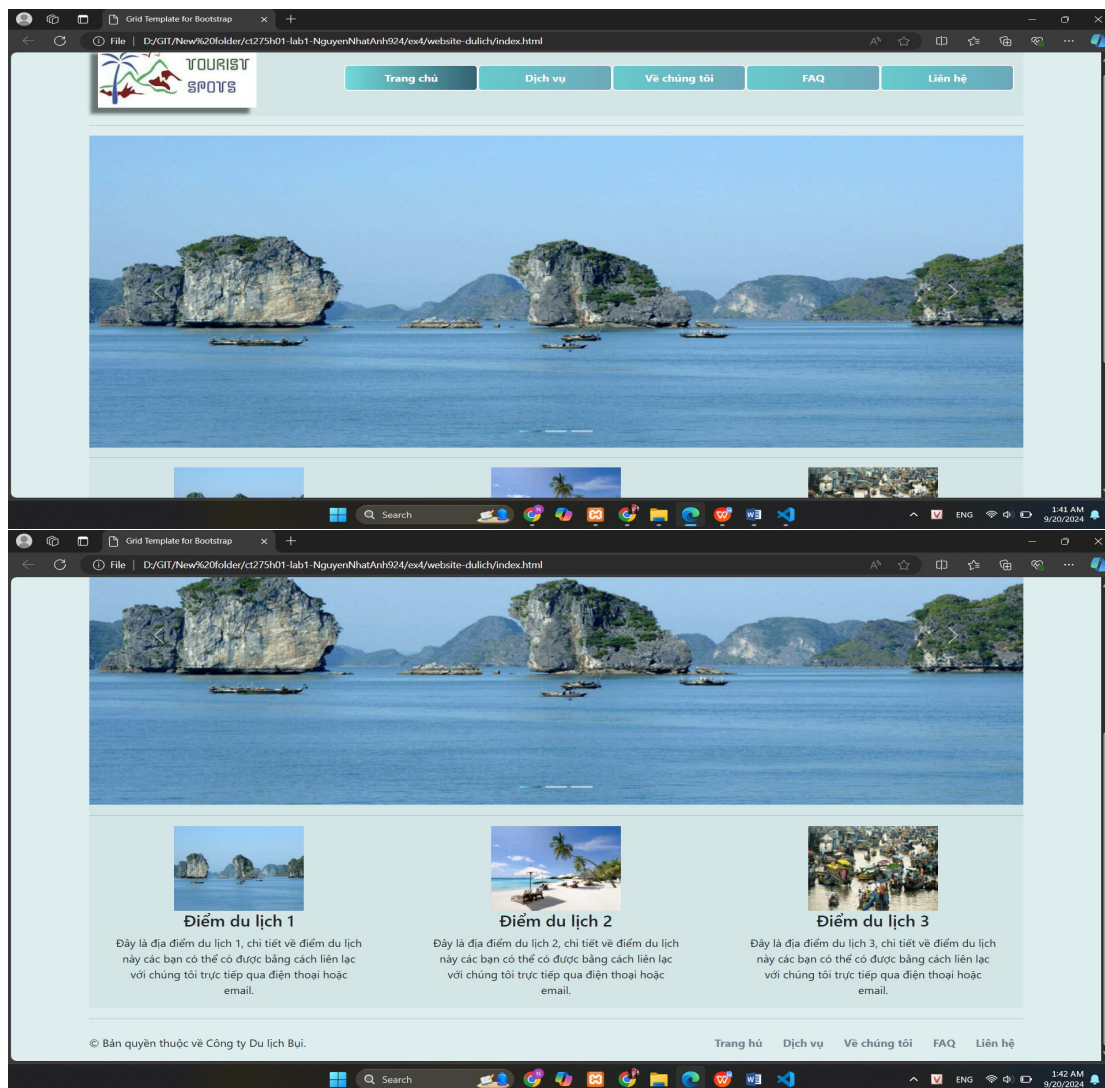 Grid Template for Bootstrap
File | D:/GIT/New%20folder/ct275h01-lab1-NguyenNhatAnh924/ex4/website-dulich/index.html
TOURIST
SPOTS
Trang chủ Dịch vụ Về chúng tôi FAQ Liên hệ
Search
ENG
1:41 AM
9/20/2024
Grid Template for Bootstrap
File | D:/GIT/New%20folder/ct275h01-lab1-NguyenNhatAnh924/ex4/website-dulich/index.html
Điểm du lịch 1
Đây là địa điểm du lịch 1, chi tiết về điểm du lịch
này các bạn có thể có được bằng cách liên lạc
với chúng tôi trực tiếp qua điện thoại hoặc
email.
Điểm du lịch 2
Đây là địa điểm du lịch 2, chi tiết về điểm du lịch
này các bạn có thể có được bằng cách liên lạc
với chúng tôi trực tiếp qua điện thoại hoặc
email.
Điểm du lịch 3
Đây là địa điểm du lịch 3, chi tiết về điểm du lịch
này các bạn có thể có được bằng cách liên lạc
với chúng tôi trực tiếp qua điện thoại hoặc
email.
© Bản quyền thuộc về Công ty Du lịch Bụi.
Trang hủ Dịch vụ Về chúng tôi FAQ Liên hệ
Search
ENG
1:42 AM
9/20/2024